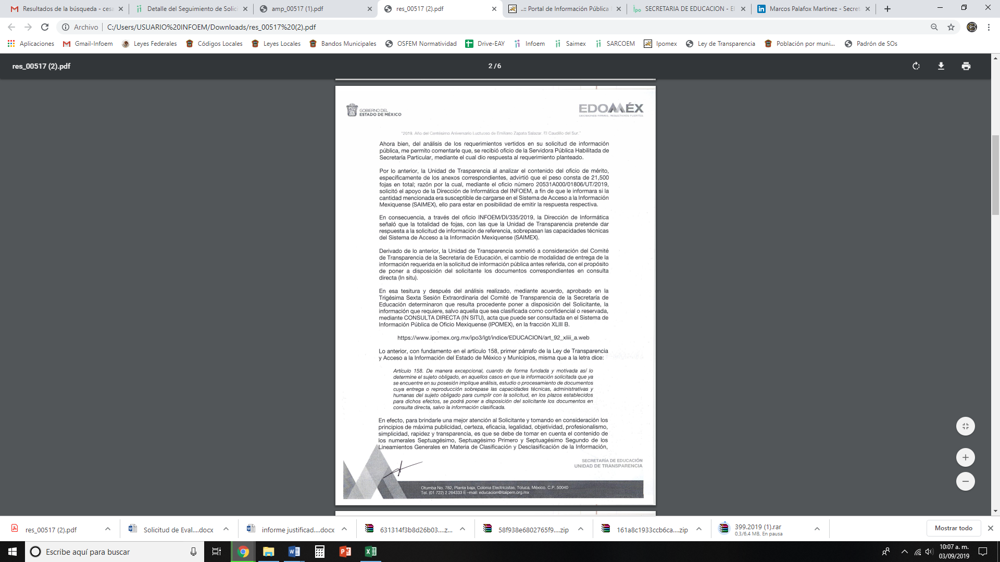 Resultados de la búsqueda - cesa
Detalle del Seguimiento de Solici
amp_00517 (1).pdf
res_00517 (2).pdf
..:: Portal de Información Pública
SECRETARIA DE EDUCACION - El
Marcos Palafox Martinez - Secret
Archivo
C:/Users/USUARIO%20INFOEM/Downloads/res_00517%20(2).pdf
Aplicaciones
Gmail-Infoem
Leyes Federales
Códigos Locales
Leyes Locales
Bandos Municipales
OSFEM Normatividad
Drive-EAY
Infoem
Saimex
SARCOEM
Ipomex
Ley de Transparencia
Población por muni...
Padrón de SOs
res_00517 (2).pdf
2 / 6
GOBIERNO DEL
ESTADO DE MÉXICO
EDOMÉX
DECISIONES FIRMES, RESULTADOS FUERTES.
"2019. Año del Centésimo Aniversario Luctuoso de Emiliano Zapata Salazar. El Caudillo del Sur."
Ahora bien, del análisis de los requerimientos vertidos en su solicitud de información
pública, me permito comentarle que, se recibió oficio de la Servidora Pública Habilitada de
Secretaría Particular, mediante el cual dio respuesta al requerimiento planteado.
Por lo anterior, la Unidad de Trasparencia al analizar el contenido del oficio de mérito,
específicamente de los anexos correspondientes, advirtió que el peso consta de 21,500
fojas en total; razón por la cual, mediante el oficio número 20531A000/01806/UT/2019,
solicitó el apoyo de la Dirección de Informática del INFOEM, a fin de que le informara si la
cantidad mencionada era susceptible de cargarse en el Sistema de Acceso a la Información
Mexiquense (SAIMEX), ello para estar en posibilidad de emitir la respuesta respectiva.
En consecuencia, a través del oficio INFOEM/DI/335/2019, la Dirección de Informática
señaló que la totalidad de fojas, con las que la Unidad de Transparencia pretende dar
respuesta a la solicitud de información de referencia, sobrepasan las capacidades técnicas
del Sistema de Acceso a la Información Mexiquense (SAIMEX).
Derivado de lo anterior, la Unidad de Transparencia sometió a consideración del Comité
de Transparencia de la Secretaria de Educación, el cambio de modalidad de entrega de la
información requerida en la solicitud de información pública antes referida, con el propósito
de poner a disposición del solicitante los documentos correspondientes en consulta
directa (In situ).
En esa tesitura y después del análisis realizado, mediante acuerdo, aprobado en la
Trigésima Sexta Sesión Extraordinaria del Comité de Transparencia de la Secretaría de
Educación determinaron que resulta procedente poner a disposición del Solicitante, la
información que requiere, salvo aquella que sea clasificada como confidencial o reservada,
mediante CONSULTA DIRECTA (IN SITU), acta que puede ser consultada en el Sistema de
Información Pública de Oficio Mexiquense (IPOMEX), en la fracción XLIII B.
https://www.ipomex.org.mx/ipo3/lgt/indice/EDUCACION/art_92_xliii_a.web
Lo anterior, con fundamento en el artículo 158, primer párrafo de la Ley de Transparencia
y Acceso a la Información del Estado de México y Municipios, misma que a la letra dice:
Artículo 158. De manera excepcional, cuando de forma fundada y motivada así lo
determine el sujeto obligado, en aquellos casos en que la información solicitada que ya
se encuentre en su posesión implique análisis, estudio o procesamiento de documentos
cuya entrega o reproducción sobrepase las capacidades técnicas, administrativas y
humanas del sujeto obligado para cumplir con la solicitud, en los plazos establecidos
para dichos efectos, se podrá poner a disposición del solicitante los documentos en
consulta directa, salvo la información clasificada.
En efecto, para brindarle una mejor atención al Solicitante y tomando en consideración los
principios de máxima publicidad, certeza, eficacia, legalidad, objetividad, profesionalismo,
simplicidad, rapidez y transparencia, es que se debe de tomar en cuenta el contenido de
los numerales Septuagésimo, Septuagésimo Primero y Septuagésimo Segundo de los
Lineamientos Generales en Materia de Clasificación y Desclasificación de la Información,
SECRETARÍA DE EDUCACIÓN
UNIDAD DE TRANSPARENCIA
Otumba No. 782, Planta baja, Colonia Electricistas, Toluca, México. C.P. 50040
Tel. (01 722) 2 264333 E –mail: educacion@itaipem.org.mx
res_00517 (2).pdf
Solicitud de Eval....docx
informe justificad....docx
631314f3b8d26b03....z...
58f938e6802765f9....zip
161a8c1933ccb6ca....zip
399.2019 (1).rar
0,3/6,4 MB, En pausa
Mostrar todo
Escribe aquí para buscar
10:07 a. m.
03/09/2019